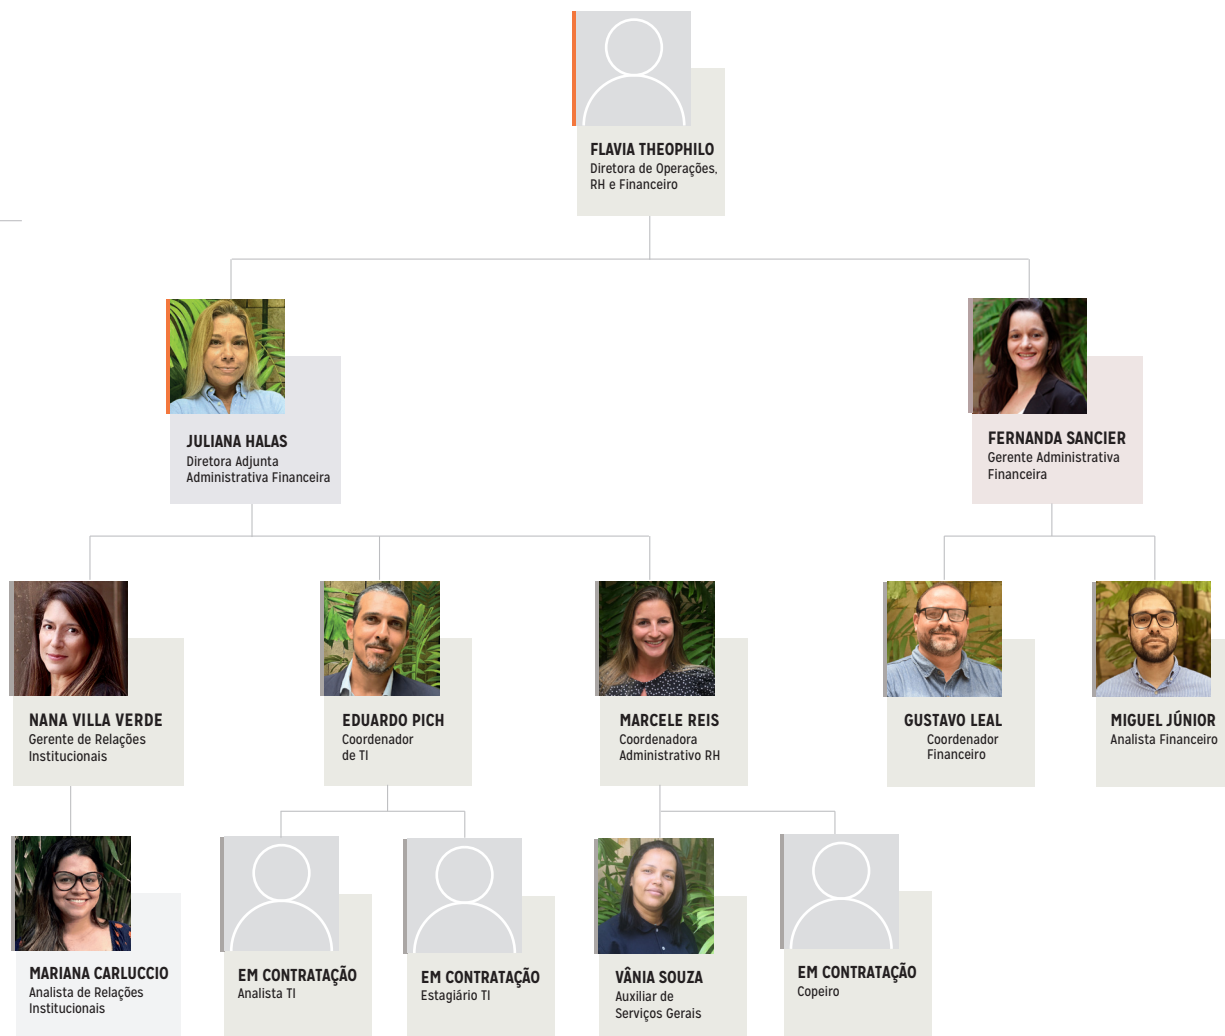 FLAVIA THEOPHILO
Diretora de Operações,
RH e Financeiro
JULIANA HALAS
Diretora Adjunta
Administrativa Financeira
FERNANDA SANCIER
Gerente Administrativa
Financeira
NANA VILLA VERDE
Gerente de Relações
Institucionais
EDUARDO PICH
Coordenador
de TI
MARCELE REIS
Coordenadora
Administrativo RH
GUSTAVO LEAL
Coordenador
Financeiro
MIGUEL JÚNIOR
Analista Financeiro
MARIANA CARLUCCIO
Analista de Relações
Institucionais
EM CONTRATAÇÃO
Analista TI
EM CONTRATAÇÃO
Estagiário TI
VÂNIA SOUZA
Auxiliar de
Serviços Gerais
EM CONTRATAÇÃO
Copeiro